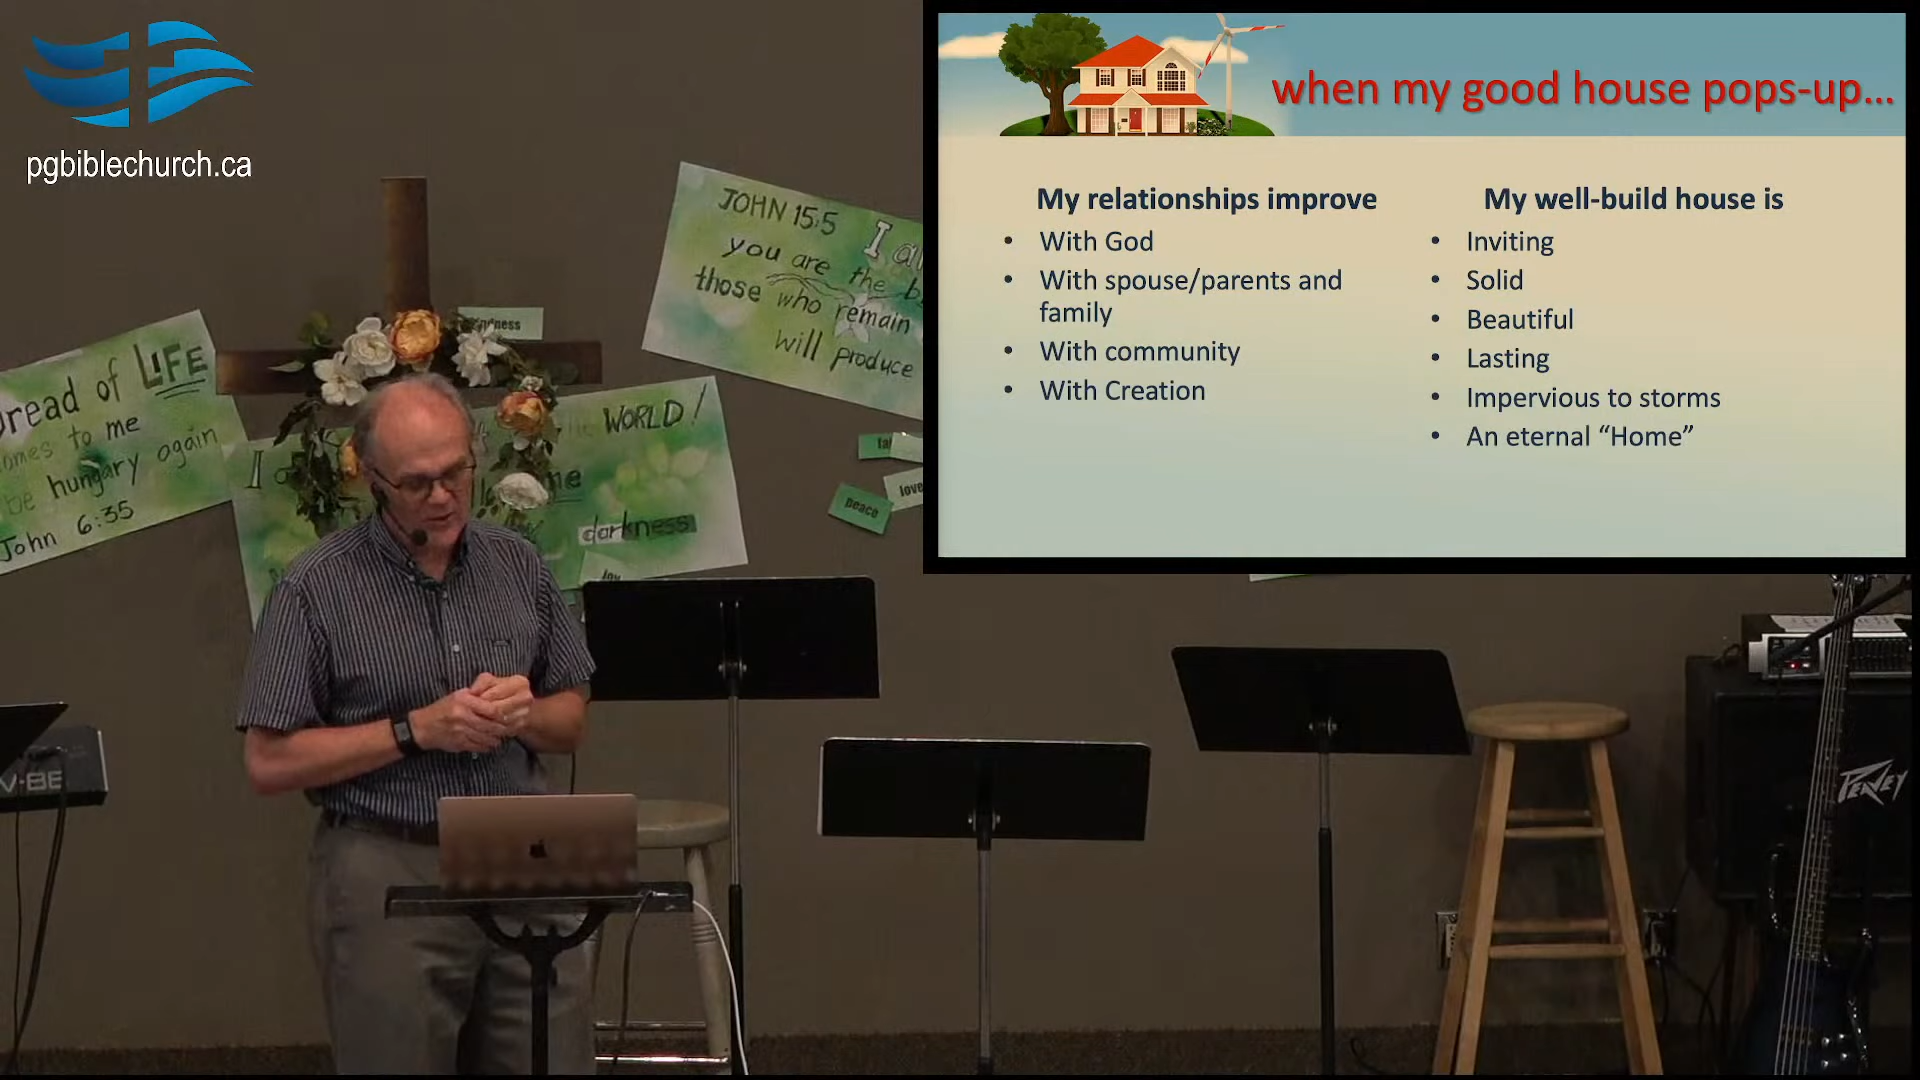 pgbiblechurch.ca
when my good house pops-up...
My relationships improve
• With God
• With spouse/parents and
family
• With community
• With Creation
My well-build house is
• Inviting
• Solid
• Beautiful
• Lasting
• Impervious to storms
• An eternal “Home”
JOHN 15:5
you are the
those who remain
will produce
of LIFE
to me
be hungry again
John 6:35
I
WORLD!
darkness
peace
love
PEAVEY